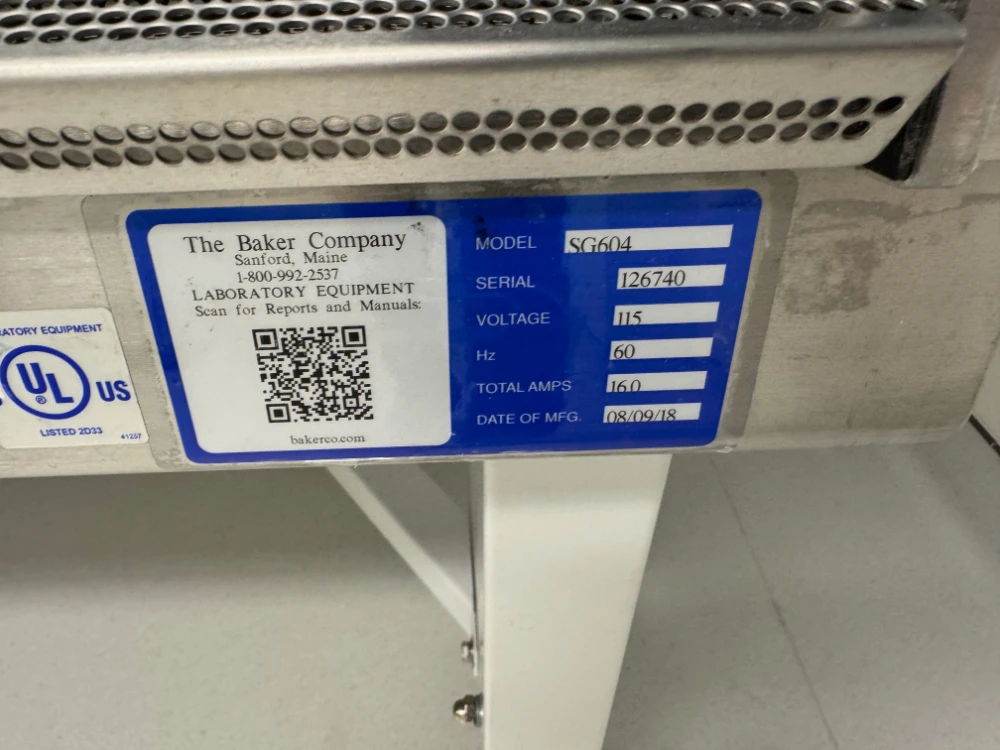 The Baker Company
Sanford, Maine
1-800-992-2537
LABORATORY EQUIPMENT
Scan for Reports and Manuals:
bakerco.com
MODEL SG604
SERIAL 126740
VOLTAGE 115
Hz 60
TOTAL AMPS 16.0
DATE OF MFG. 08/09/18
EQUIPMENT
UL
®
US
LISTED 2D33